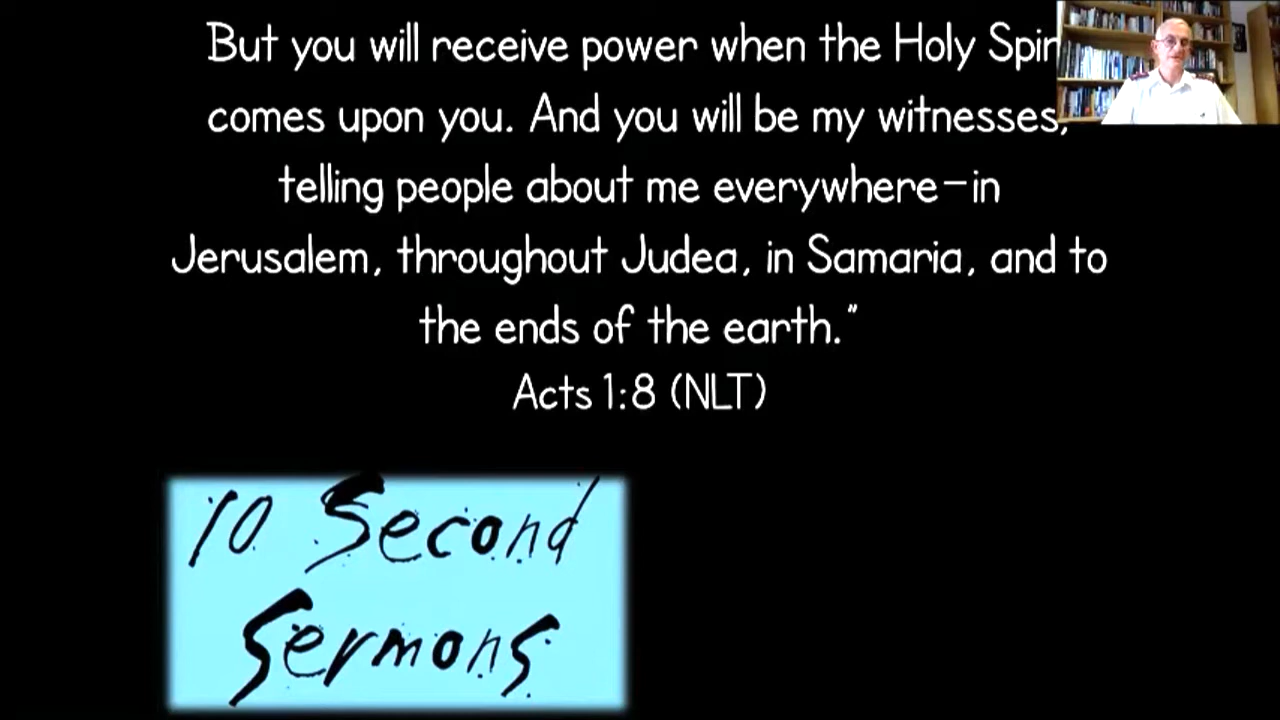 But you will receive power when the Holy Spir
comes upon you. And you will be my witnesses,
telling people about me everywhere–in
Jerusalem, throughout Judea, in Samaria, and to
the ends of the earth.”
Acts 1:8 (NLT)
10 Second
Sermons